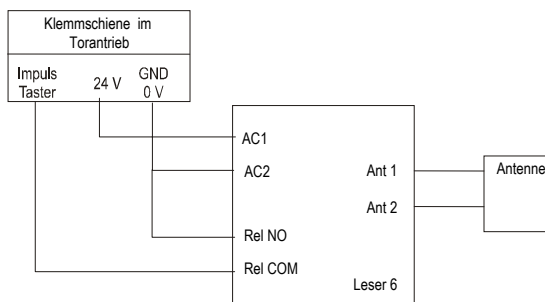 Klemmschiene im
Torantrieb
Impuls
Taster
24 V
GND
0 V
AC1
AC2
Ant 1
Ant 2
Antenne
Rel NO
Rel COM
Leser 6